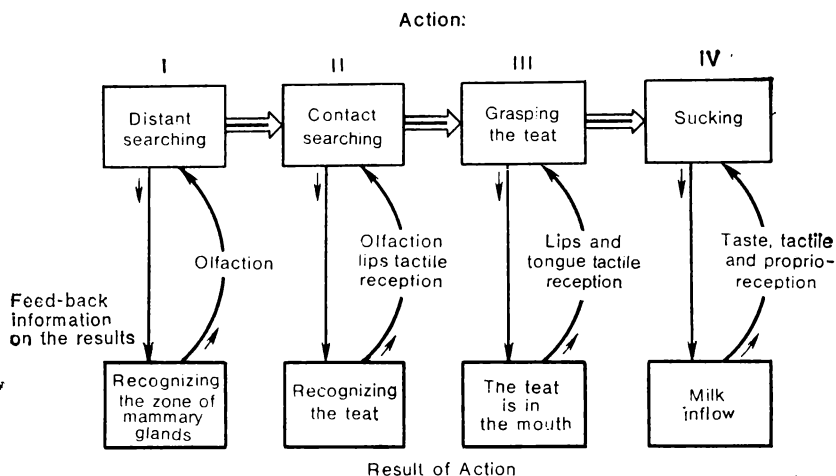 Action:
I
II
III
IV
Distant
searching
Contact
searching
Grasping
the teat
Sucking
Olfaction
Olfaction
lips tactile
reception
Lips and
tongue tactile
reception
Taste, tactile
and proprio-
reception
Feed-back
information
on the results
Recognizing
the zone of
mammary
glands
Recognizing
the teat
The teat
is in
the mouth
Milk
inflow
Result of Action